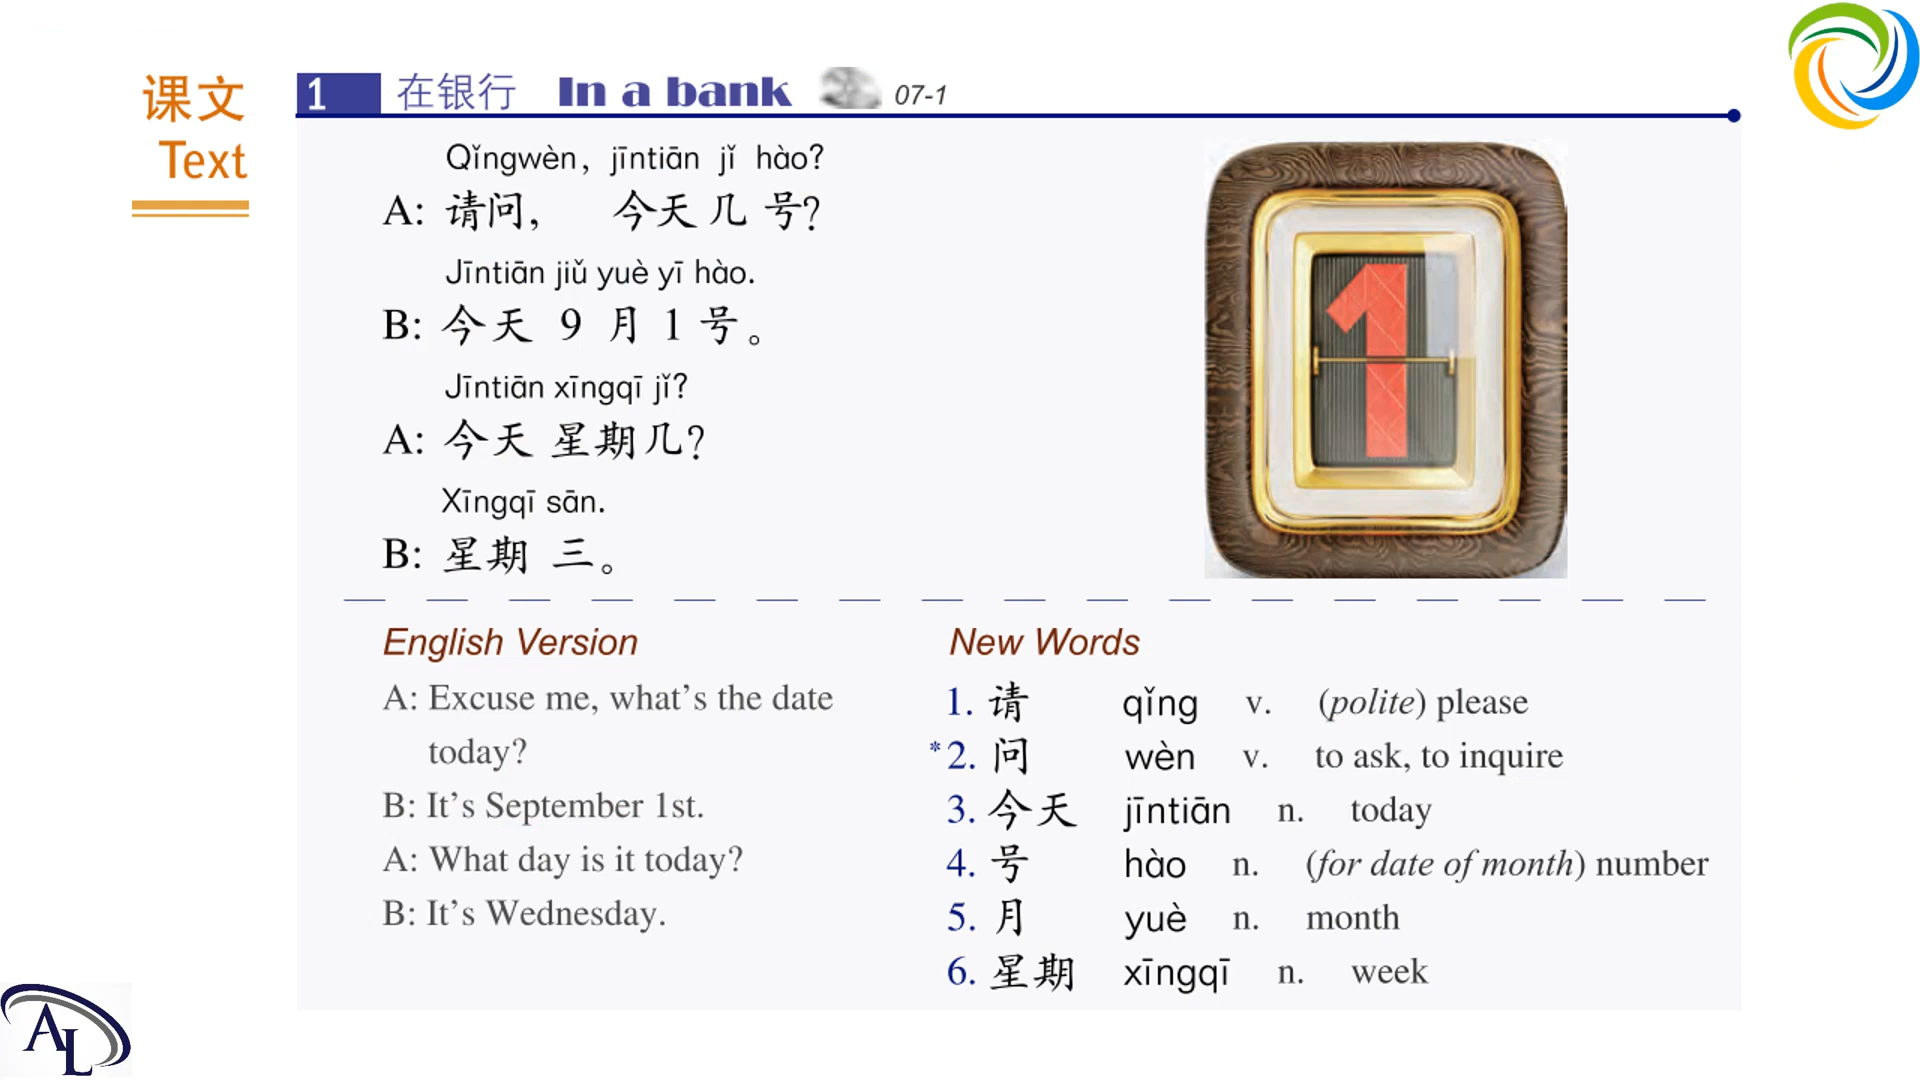 课文
Text
1 在银行 In a bank 07-1
Qǐngwèn, jīntiān jǐ hào?
A: 请问， 今天几号?
Jīntiān jiǔ yuè yī hào.
B: 今天 9 月 1 号。
Jīntiān xīngqī jǐ?
A: 今天 星期几?
Xīngqī sān.
B: 星期 三。
1
English Version
A: Excuse me, what's the date
today?
B: It's September 1st.
A: What day is it today?
B: It's Wednesday.
New Words
1. 请 qǐng v. (polite) please
*2. 问 wèn v. to ask, to inquire
3. 今天 jīntiān n. today
4. 号 hào n. (for date of month) number
5. 月 yuè n. month
6. 星期 xīngqī n. week
AL